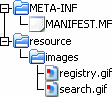 META-INF
MANIFEST.MF
resource
images
registry.gif
search.gif